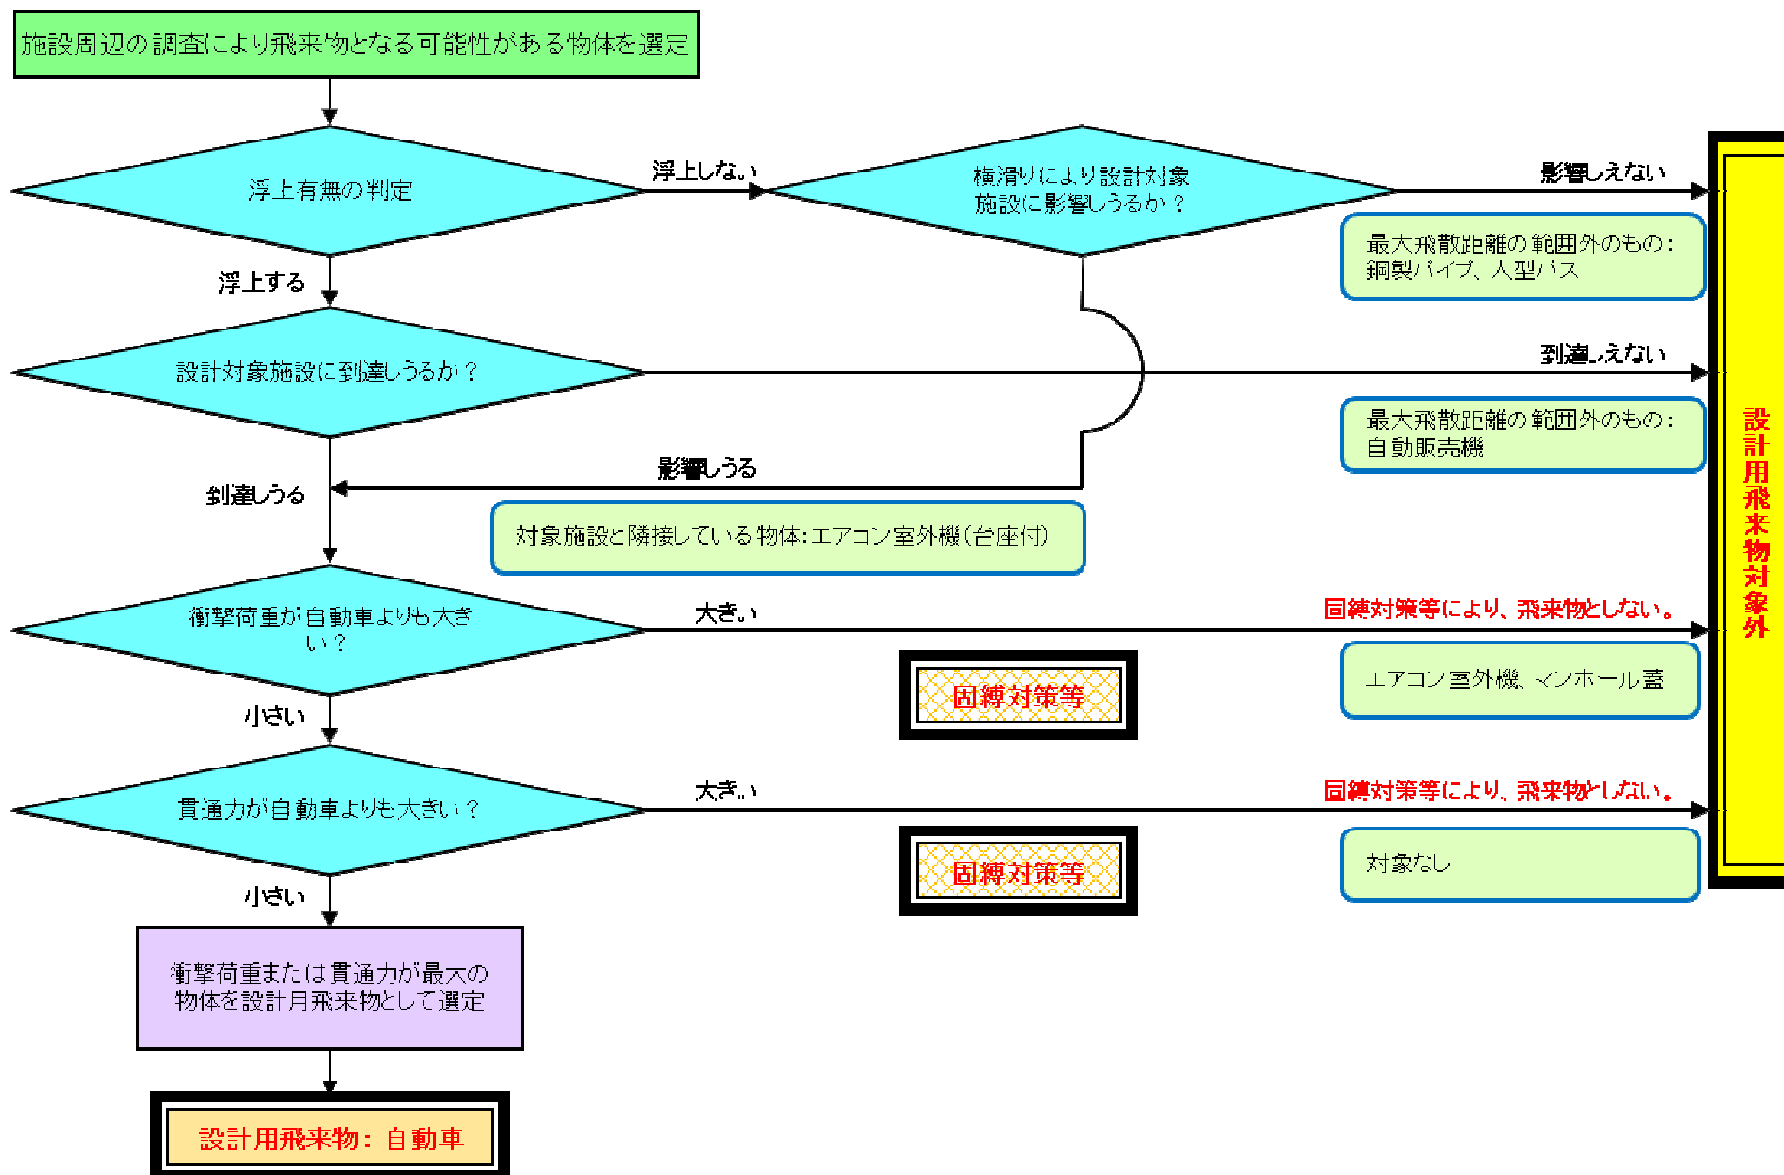 施設周辺の調査により飛来物となる可能性がある物体を選定
浮上有無の判定
浮上しない
横滑りにより設計対象
施設に影響しうるか？
影響しえない
最大飛散距離の範囲外のもの：
鋼製パイプ、大型バス
浮上する
設計対象施設に到達しうるか？
到達しえない
最大飛散距離の範囲外のもの：
自動販売機
影響しうる
到達しうる
対象施設と隣接している物体：エアコン室外機（台座付）
衝撃荷重が自動車よりも大き
い？
大きい
固縛対策等により、飛来物としない。
固縛対策等
エアコン室外機、マンホール蓋
小さい
貫通力が自動車よりも大きい？
大きい
固縛対策等により、飛来物としない。
固縛対策等
対象なし
小さい
衝撃荷重または貫通力が最大の
物体を設計用飛来物として選定
設計用飛来物：自動車
設計用飛来物対象外